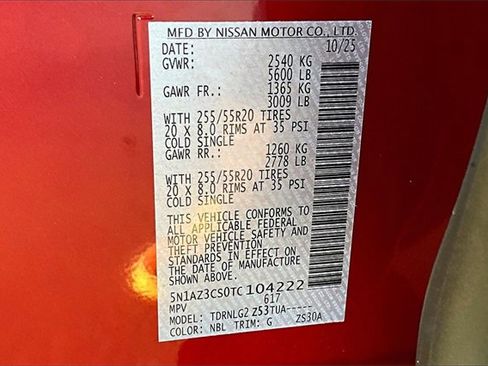 MFD BY NISSAN MOTOR CO., LTD.
DATE: 10/25
GVWR: 2540 KG
5600 LB
GAWR FR.: 1365 KG
3009 LB
WITH 255/55R20 TIRES
20 X 8.0 RIMS AT 35 PSI
COLD SINGLE
GAWR RR.: 1260 KG
2778 LB
WITH 255/55R20 TIRES
20 X 8.0 RIMS AT 35 PSI
COLD SINGLE
THIS VEHICLE CONFORMS TO
ALL APPLICABLE FEDERAL
MOTOR VEHICLE SAFETY AND
THEFT PREVENTION
STANDARDS IN EFFECT ON
THE DATE OF MANUFACTURE
SHOWN ABOVE.
5N1AZ3CS0TC104222
MPV 617
MODEL: TDRNLG2 Z53TUA-----
COLOR: NBL TRIM: G ZS30A